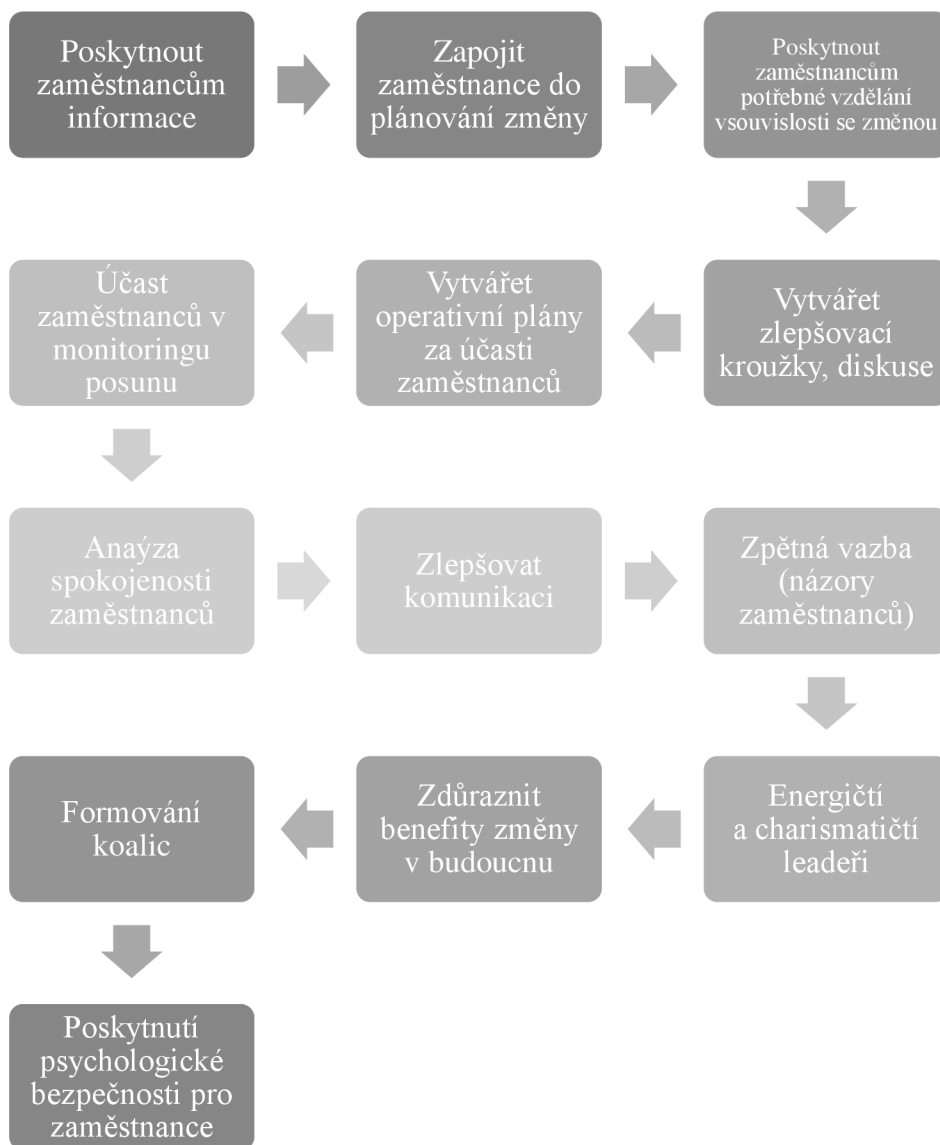 Poskytnout
zaměstnancům
informace
Zapojit
zaměstnance do
plánování změny
Poskytnout
zaměstnancům
potřebné vzdělání
vsouvislosti se změnou
Vytvářet
zlepšovací
kroužky, diskuse
Vytvářet
operativní plány
za účasti
zaměstnanců
Účast
zaměstnanců v
monitoringu
posunu
Anaýza
spokojenosti
zaměstnanců
Zlepšovat
komunikaci
Zpětná vazba
(názory
zaměstnanců)
Energičtí
a charismatičtí
leadeři
Zdůraznit
benefity změny
v budoucnu
Formování
koalic
Poskytnutí
psychologické
bezpečnosti pro
zaměstnance